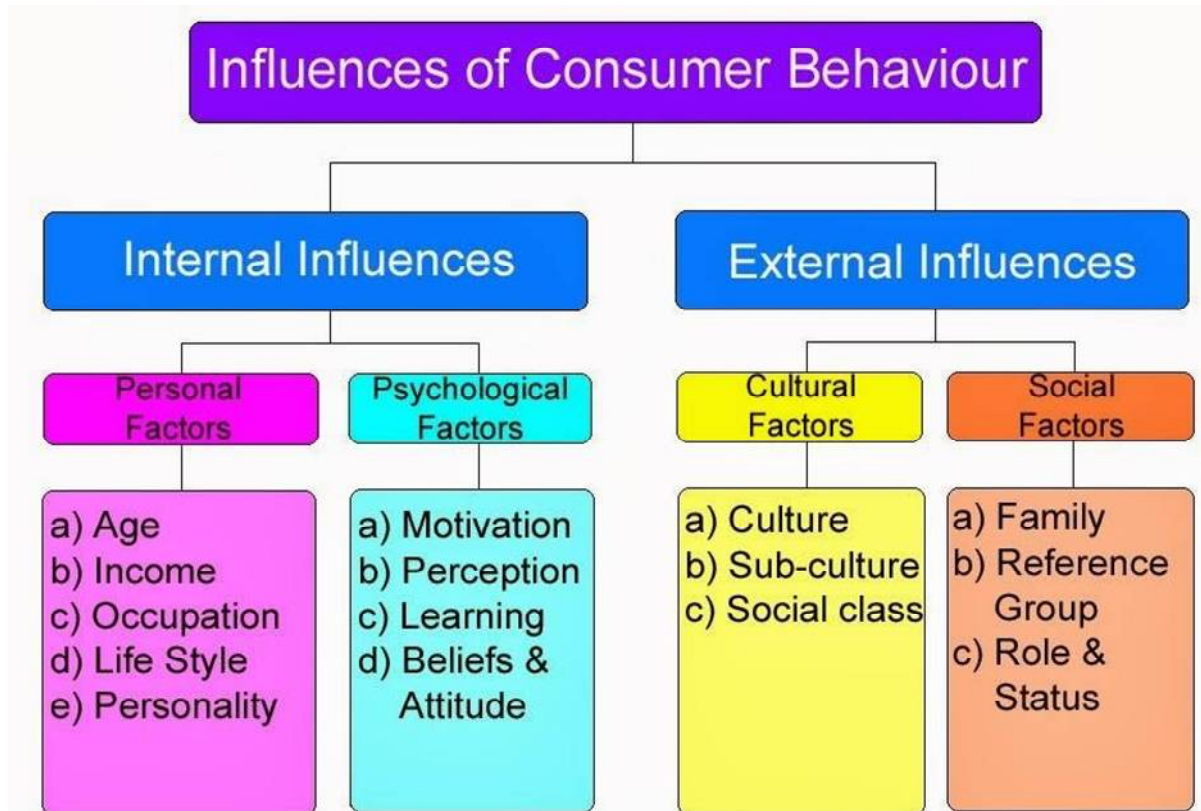 Influences of Consumer Behaviour
Internal Influences
External Influences
Personal
Factors
Psychological
Factors
Cultural
Factors
Social
Factors
a) Age
b) Income
c) Occupation
d) Life Style
e) Personality
a) Motivation
b) Perception
c) Learning
d) Beliefs &
Attitude
a) Culture
b) Sub-culture
c) Social class
a) Family
b) Reference
Group
c) Role &
Status